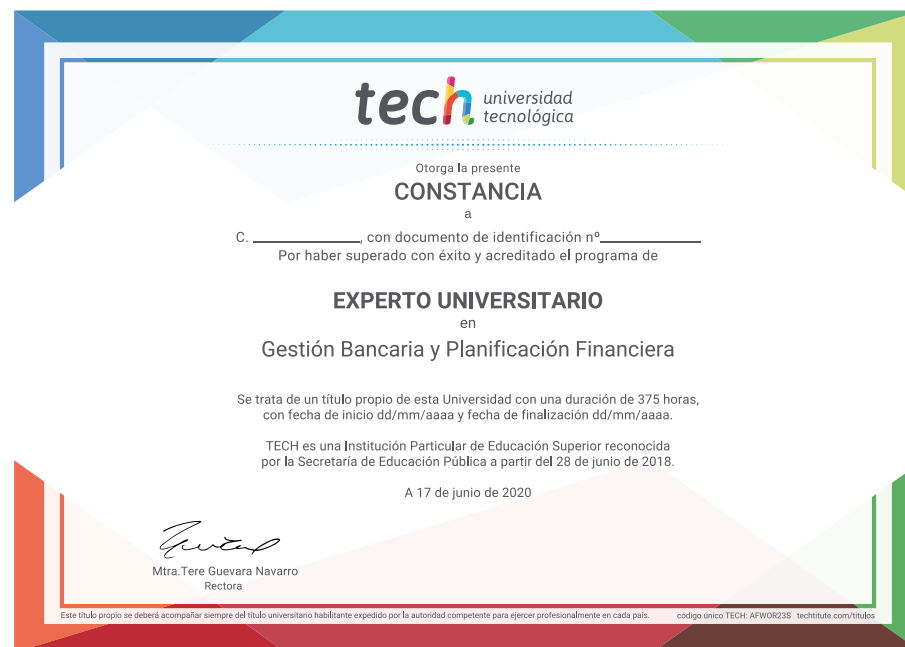 tech universidad
tecnológica
Otorga la presente
CONSTANCIA
a
C. ____________, con documento de identificación nº____________
Por haber superado con éxito y acreditado el programa de
EXPERTO UNIVERSITARIO
en
Gestión Bancaria y Planificación Financiera
Se trata de un título propio de esta Universidad con una duración de 375 horas,
con fecha de inicio dd/mm/aaaa y fecha de finalización dd/mm/aaaa.
TECH es una Institución Particular de Educación Superior reconocida
por la Secretaría de Educación Pública a partir del 28 de junio de 2018.
A 17 de junio de 2020
Mtra.Tere Guevara Navarro
Rectora
Este título propio se deberá acompañar siempre del título universitario habilitante expedido por la autoridad competente para ejercer profesionalmente en cada país. código único TECH: AFWOR23S techtitute.com/titulos